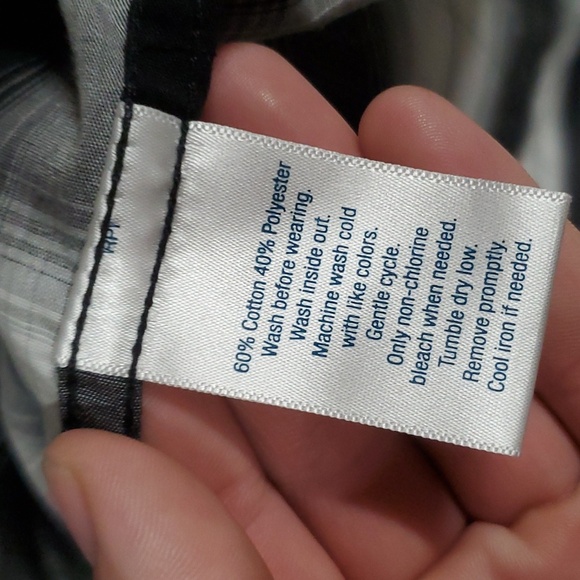 60% Cotton 40% Polyester
Wash before wearing.
Wash inside out.
Machine wash cold
with like colors.
Gentle cycle.
Only non-chlorine
bleach when needed.
Tumble dry low.
Remove promptly.
Cool iron if needed.